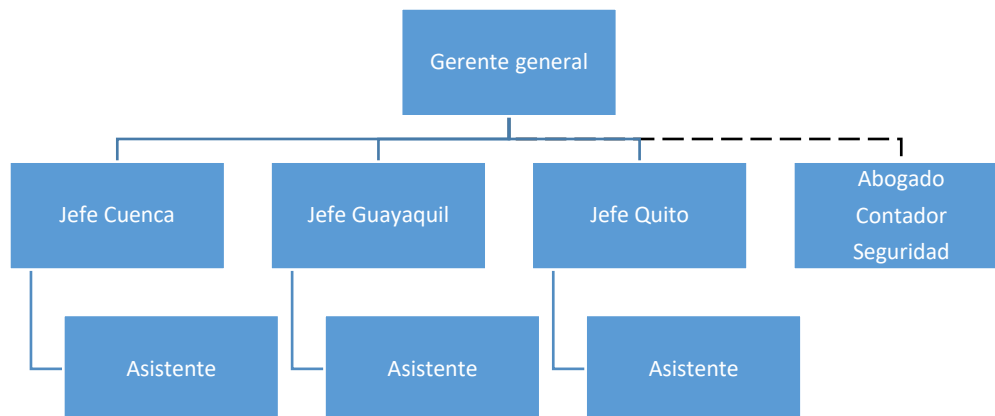 Gerente general
Jefe Cuenca
Jefe Guayaquil
Jefe Quito
Abogado
Contador
Seguridad
Asistente
Asistente
Asistente